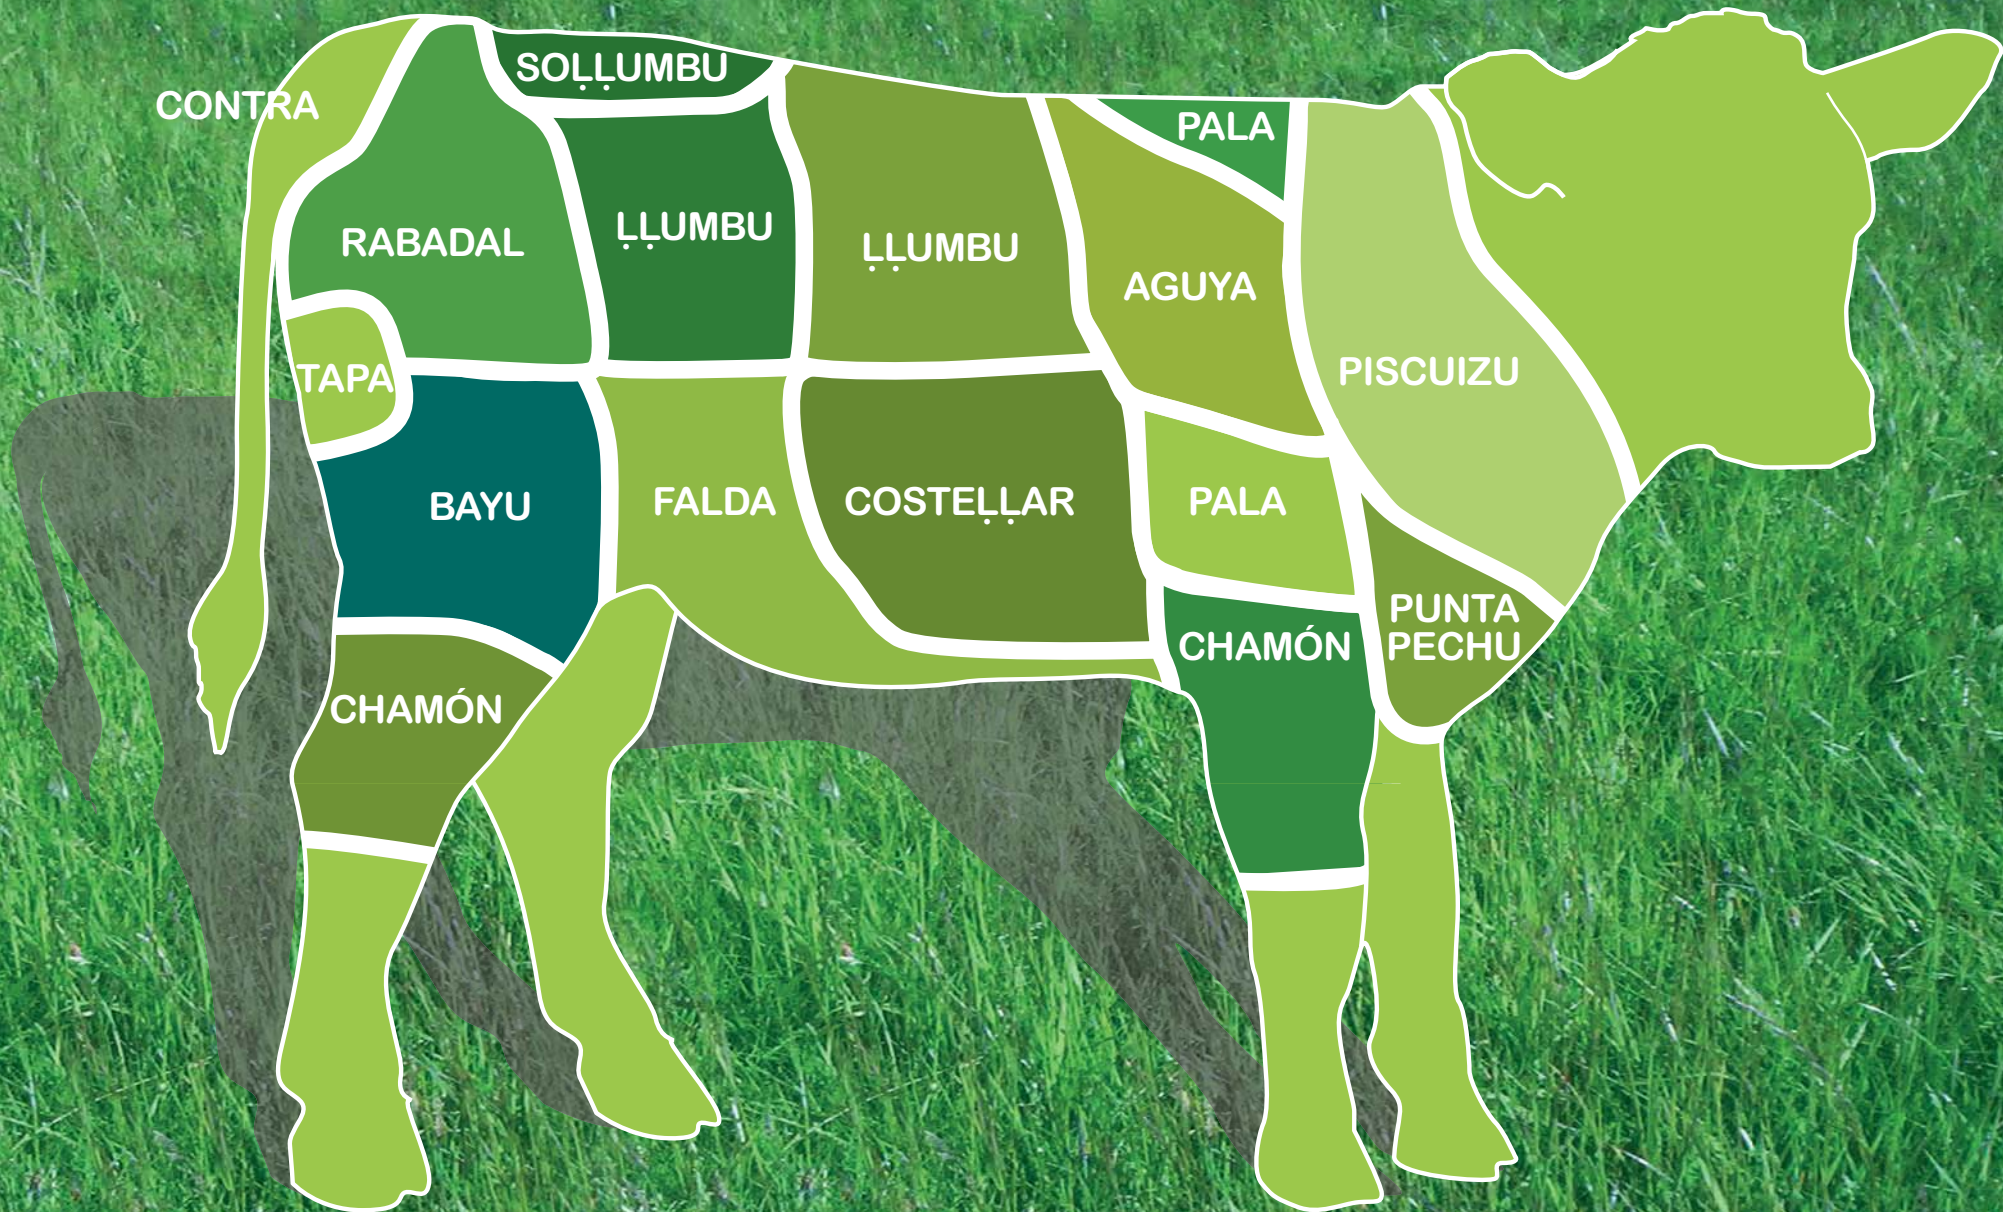 SOḶḶUMBU
CONTRA
PALA
RABADAL
ḶḶUMBU
ḶḶUMBU
AGUYA
TAPA
PISCUIZU
BAYU
FALDA
COSTEḶḶAR
PALA
PUNTA
PECHU
CHAMÓN
CHAMÓN